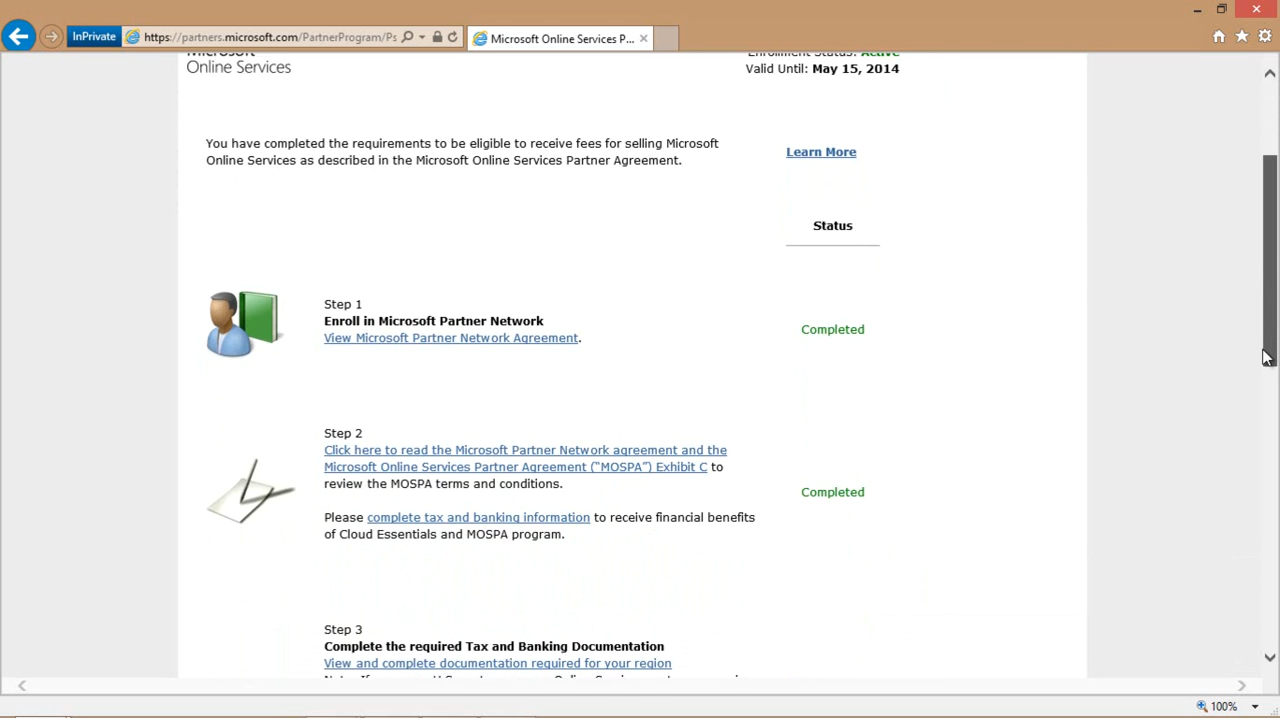 InPrivate
https://partners.microsoft.com/PartnerProgram/Ps
Microsoft Online Services P...
Microsoft
Online Services
Enrollment Status: Active
Valid Until: May 15, 2014
You have completed the requirements to be eligible to receive fees for selling Microsoft
Online Services as described in the Microsoft Online Services Partner Agreement.
Learn More
Status
Step 1
Enroll in Microsoft Partner Network
View Microsoft Partner Network Agreement.
Completed
Step 2
Click here to read the Microsoft Partner Network agreement and the
Microsoft Online Services Partner Agreement ("MOSPA") Exhibit C to
review the MOSPA terms and conditions.
Completed
Please complete tax and banking information to receive financial benefits
of Cloud Essentials and MOSPA program.
Step 3
Complete the required Tax and Banking Documentation
View and complete documentation required for your region
100%